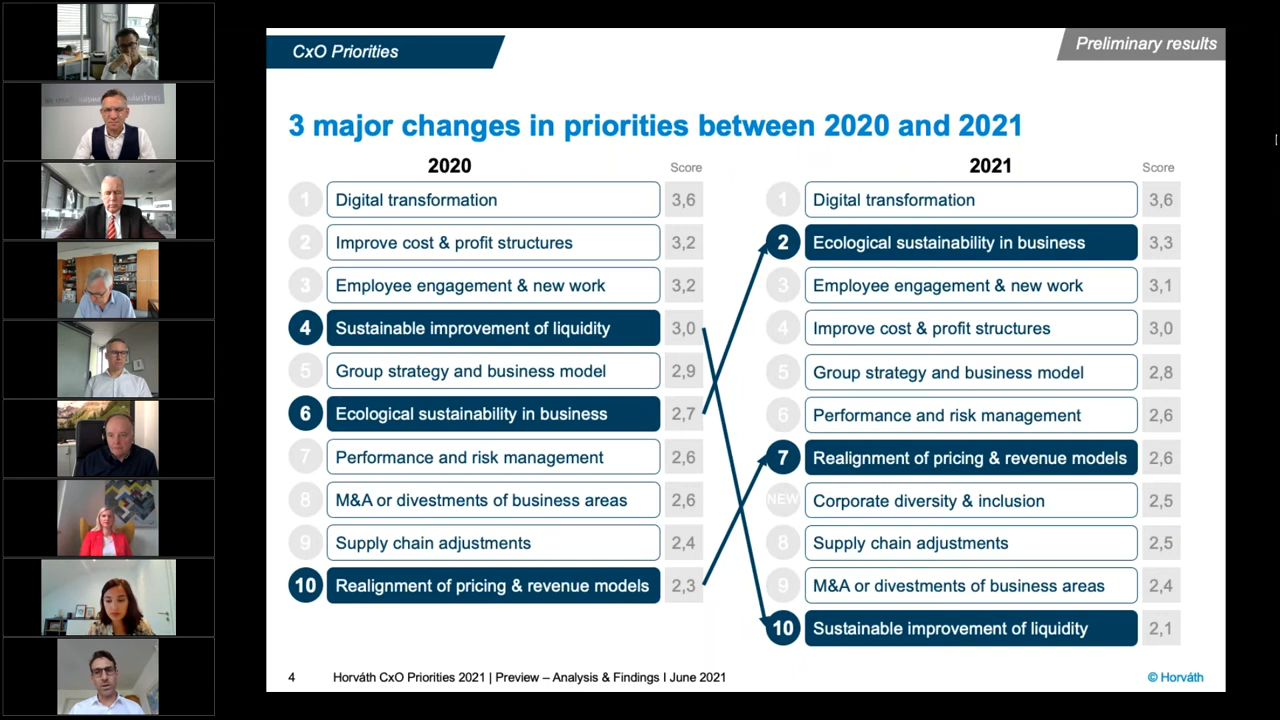 CxO Priorities
Preliminary results
3 major changes in priorities between 2020 and 2021
2020
Score
1 Digital transformation 3,6
2 Improve cost & profit structures 3,2
3 Employee engagement & new work 3,2
4 Sustainable improvement of liquidity 3,0
5 Group strategy and business model 2,9
6 Ecological sustainability in business 2,7
7 Performance and risk management 2,6
8 M&A or divestments of business areas 2,6
9 Supply chain adjustments 2,4
10 Realignment of pricing & revenue models 2,3
2021
Score
1 Digital transformation 3,6
2 Ecological sustainability in business 3,3
3 Employee engagement & new work 3,1
4 Improve cost & profit structures 3,0
5 Group strategy and business model 2,8
6 Performance and risk management 2,6
7 Realignment of pricing & revenue models 2,6
NEW Corporate diversity & inclusion 2,5
8 Supply chain adjustments 2,5
9 M&A or divestments of business areas 2,4
10 Sustainable improvement of liquidity 2,1
4 Horváth CxO Priorities 2021 | Preview – Analysis & Findings I June 2021
© Horváth